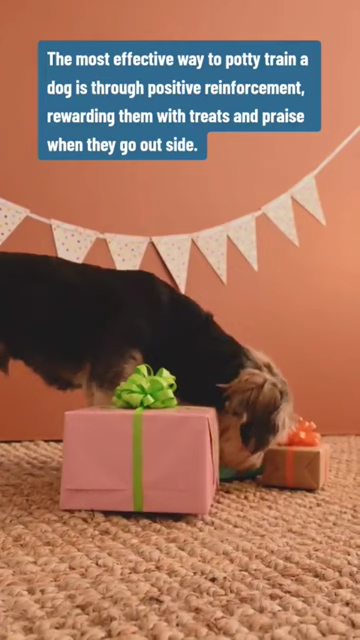 The most effective way to potty train a
dog is through positive reinforcement,
rewarding them with treats and praise
when they go out side.